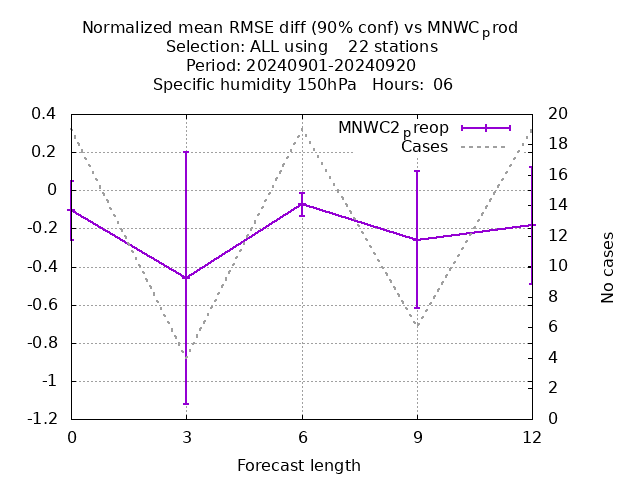 Normalized mean RMSE diff (90% conf) vs MNWCprod
Selection: ALL using    22 stations
Period: 20240901-20240920
Specific humidity 150hPa   Hours:  06
MNWC2preop
Cases
0.4
0.2
0
-0.2
-0.4
-0.6
-0.8
-1
-1.2
20
18
16
14
12
10
8
6
4
2
0
No cases
0 3 6 9 12
Forecast length